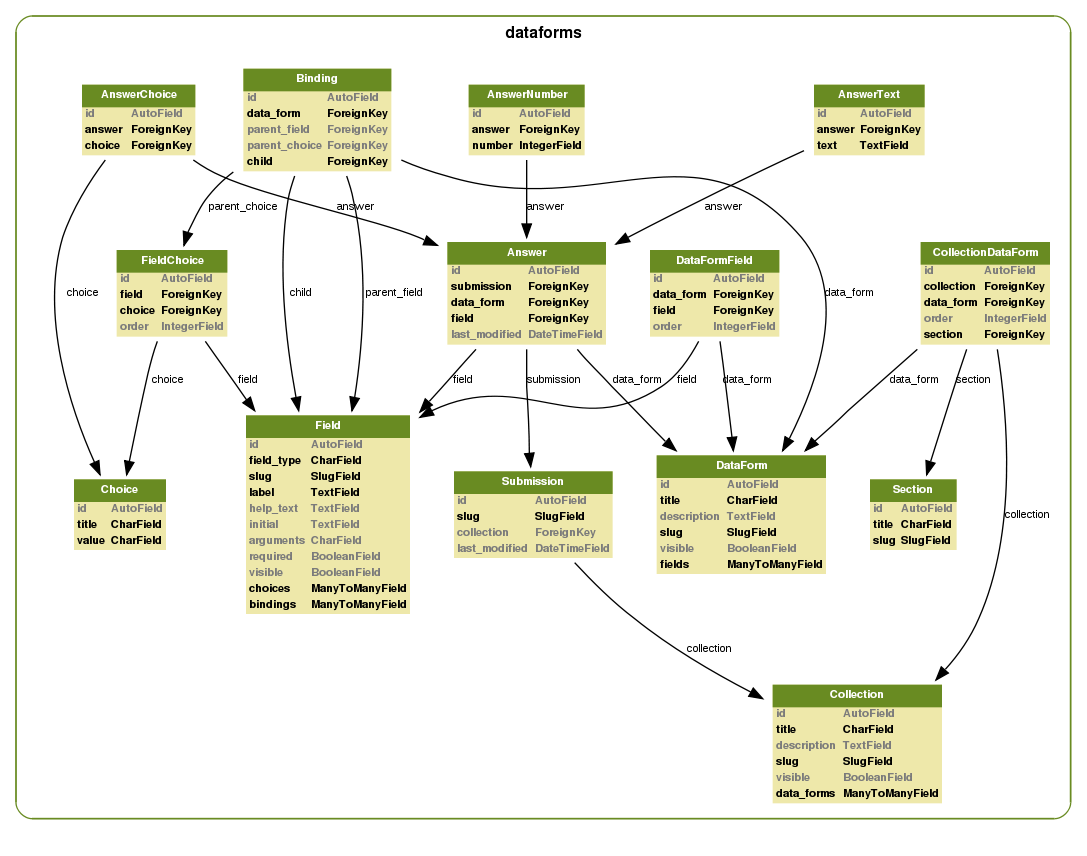 dataforms
AnswerChoice
id AutoField
answer ForeignKey
choice ForeignKey
Binding
id AutoField
data_form ForeignKey
parent_field ForeignKey
parent_choice ForeignKey
child ForeignKey
AnswerNumber
id AutoField
answer ForeignKey
number IntegerField
AnswerText
id AutoField
answer ForeignKey
text TextField
parent_choice
answer
answer
answer
FieldChoice
id AutoField
field ForeignKey
choice ForeignKey
order IntegerField
Answer
id AutoField
submission ForeignKey
data_form ForeignKey
field ForeignKey
last_modified DateTimeField
DataFormField
id AutoField
data_form ForeignKey
field ForeignKey
order IntegerField
CollectionDataForm
id AutoField
collection ForeignKey
data_form ForeignKey
order IntegerField
section ForeignKey
choice
child
parent_field
data_form
choice
field
field
submission
data_form
field
data_form
data_form
section
Field
id AutoField
field_type CharField
slug SlugField
label TextField
help_text TextField
initial TextField
arguments CharField
required BooleanField
visible BooleanField
choices ManyToManyField
bindings ManyToManyField
Choice
id AutoField
title CharField
value CharField
Submission
id AutoField
slug SlugField
collection ForeignKey
last_modified DateTimeField
DataForm
id AutoField
title CharField
description TextField
slug SlugField
visible BooleanField
fields ManyToManyField
Section
id AutoField
title CharField
slug SlugField
collection
collection
Collection
id AutoField
title CharField
description TextField
slug SlugField
visible BooleanField
data_forms ManyToManyField